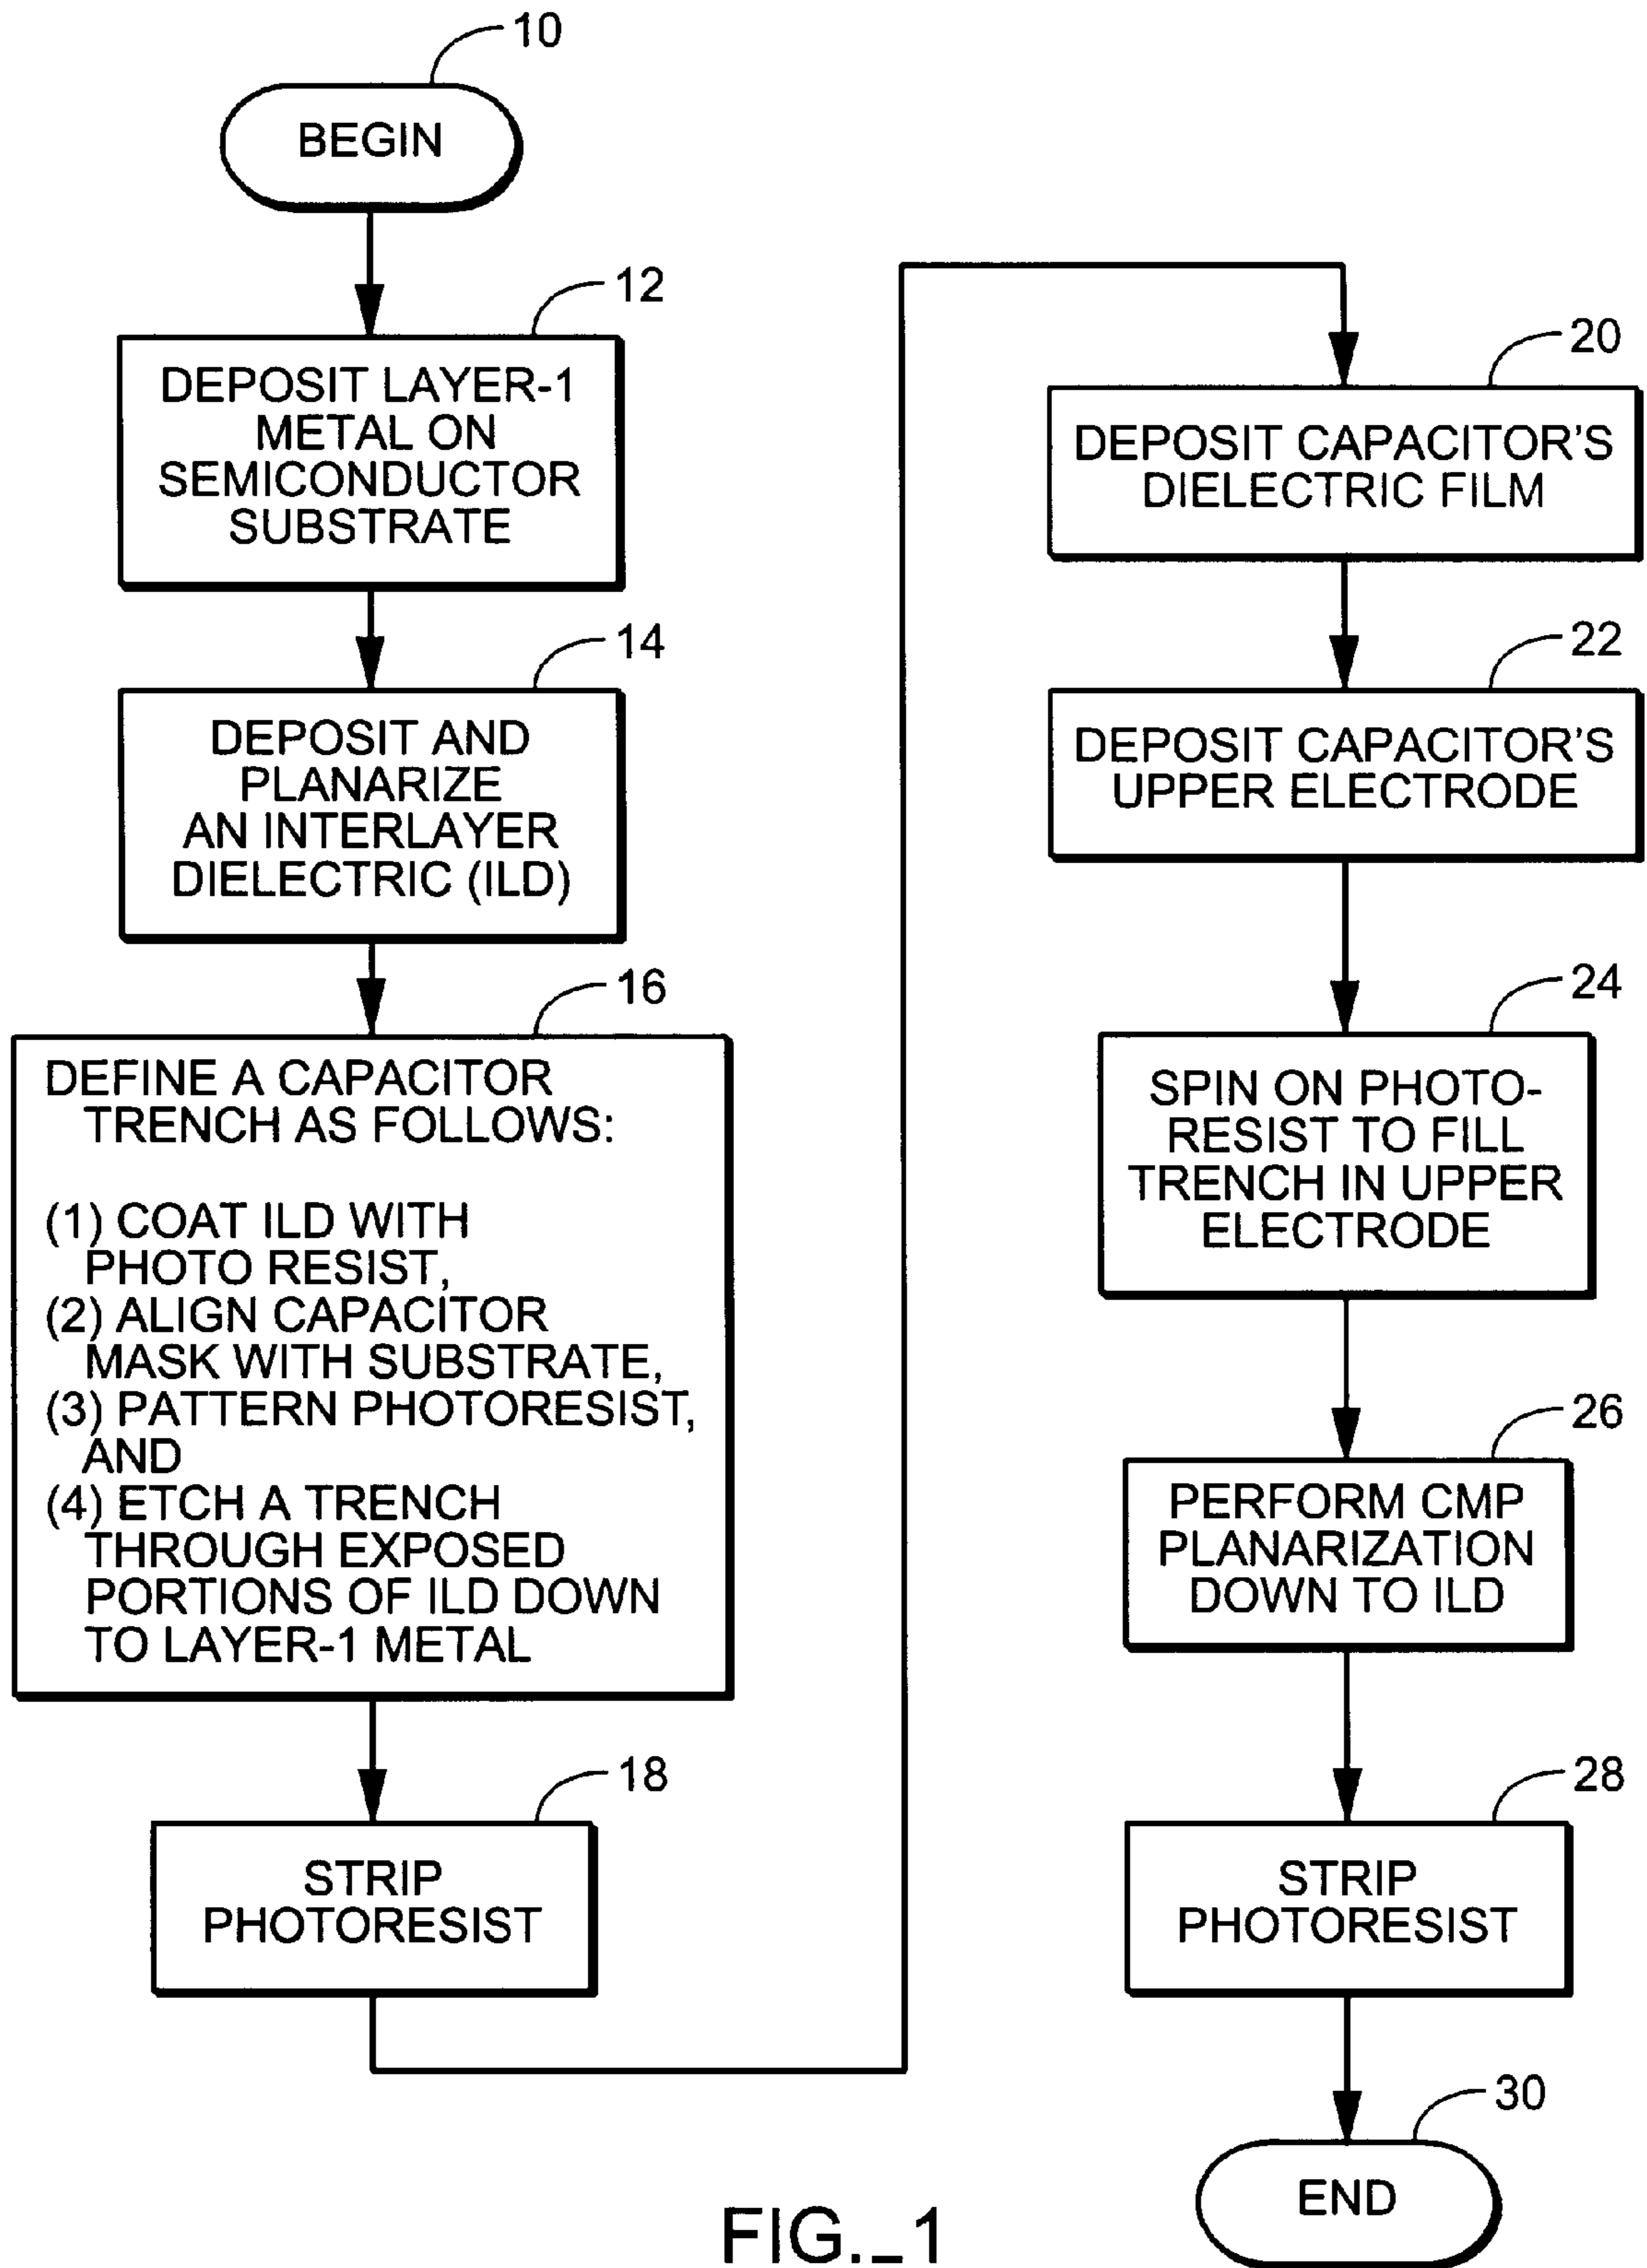 10
BEGIN
12
DEPOSIT LAYER-1
METAL ON
SEMICONDUCTOR
SUBSTRATE
14
DEPOSIT AND
PLANARIZE
AN INTERLAYER
DIELECTRIC (ILD)
16
DEFINE A CAPACITOR
TRENCH AS FOLLOWS:
(1) COAT ILD WITH
PHOTO RESIST,
(2) ALIGN CAPACITOR
MASK WITH SUBSTRATE,
(3) PATTERN PHOTORESIST,
AND
(4) ETCH A TRENCH
THROUGH EXPOSED
PORTIONS OF ILD DOWN
TO LAYER-1 METAL
18
STRIP
PHOTORESIST
20
DEPOSIT CAPACITOR'S
DIELECTRIC FILM
22
DEPOSIT CAPACITOR'S
UPPER ELECTRODE
24
SPIN ON PHOTO-
RESIST TO FILL
TRENCH IN UPPER
ELECTRODE
26
PERFORM CMP
PLANARIZATION
DOWN TO ILD
28
STRIP
PHOTORESIST
30
END
FIG._1